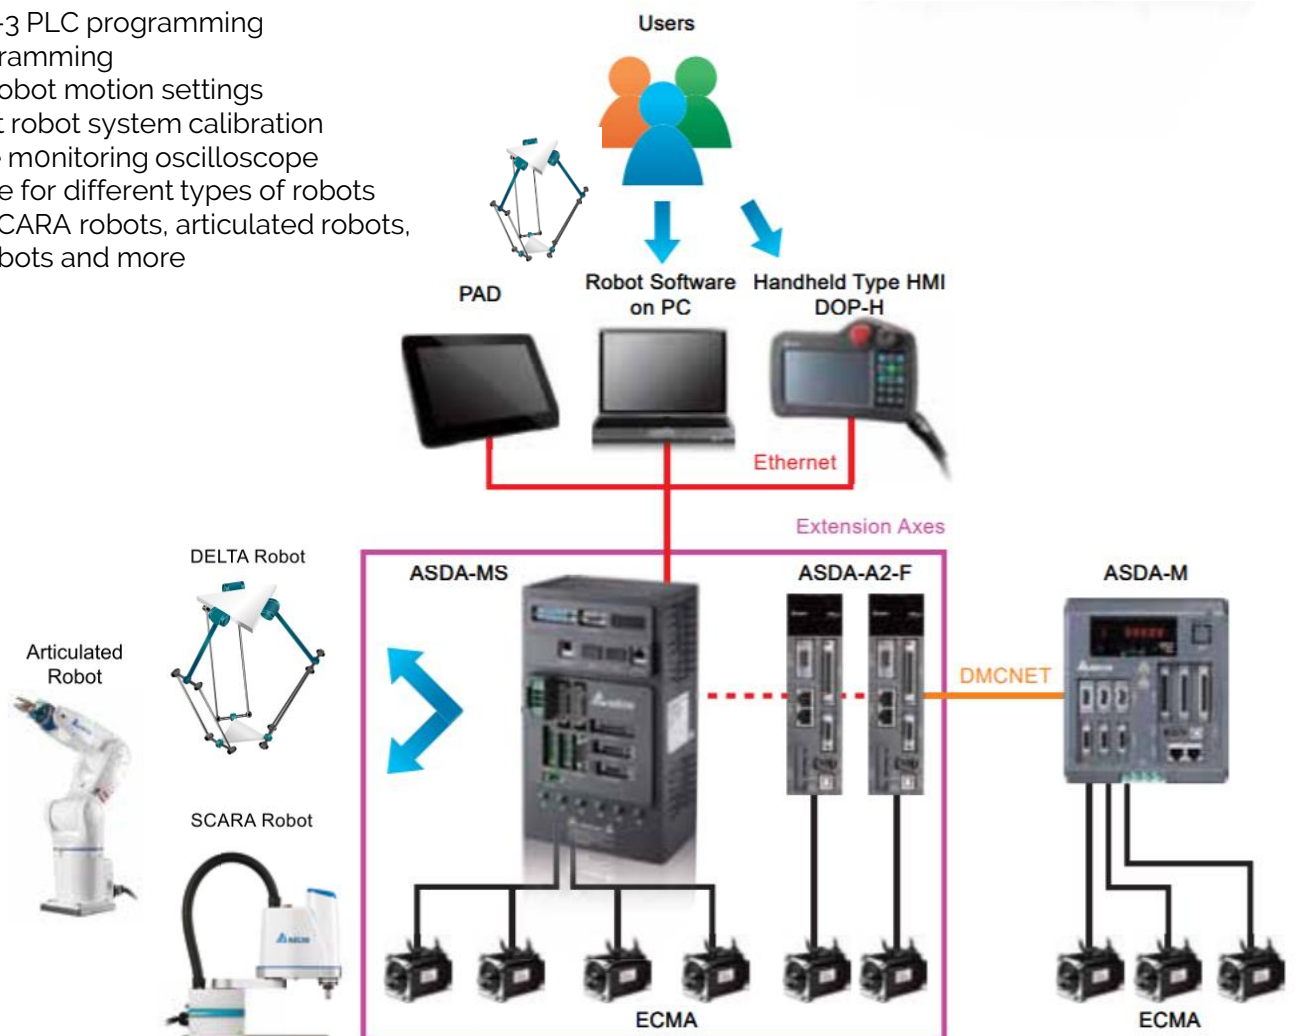 -3 PLC programming
ramming
obot motion settings
t robot system calibration
e m0nitoring oscilloscope
e for different types of robots
CARA robots, articulated robots,
bots and more
Users
PAD
Robot Software
on PC
Handheld Type HMI
DOP-H
Ethernet
Extension Axes
DELTA Robot
ASDA-MS
ASDA-A2-F
ASDA-M
Articulated
Robot
DMCNET
SCARA Robot
ECMA
ECMA